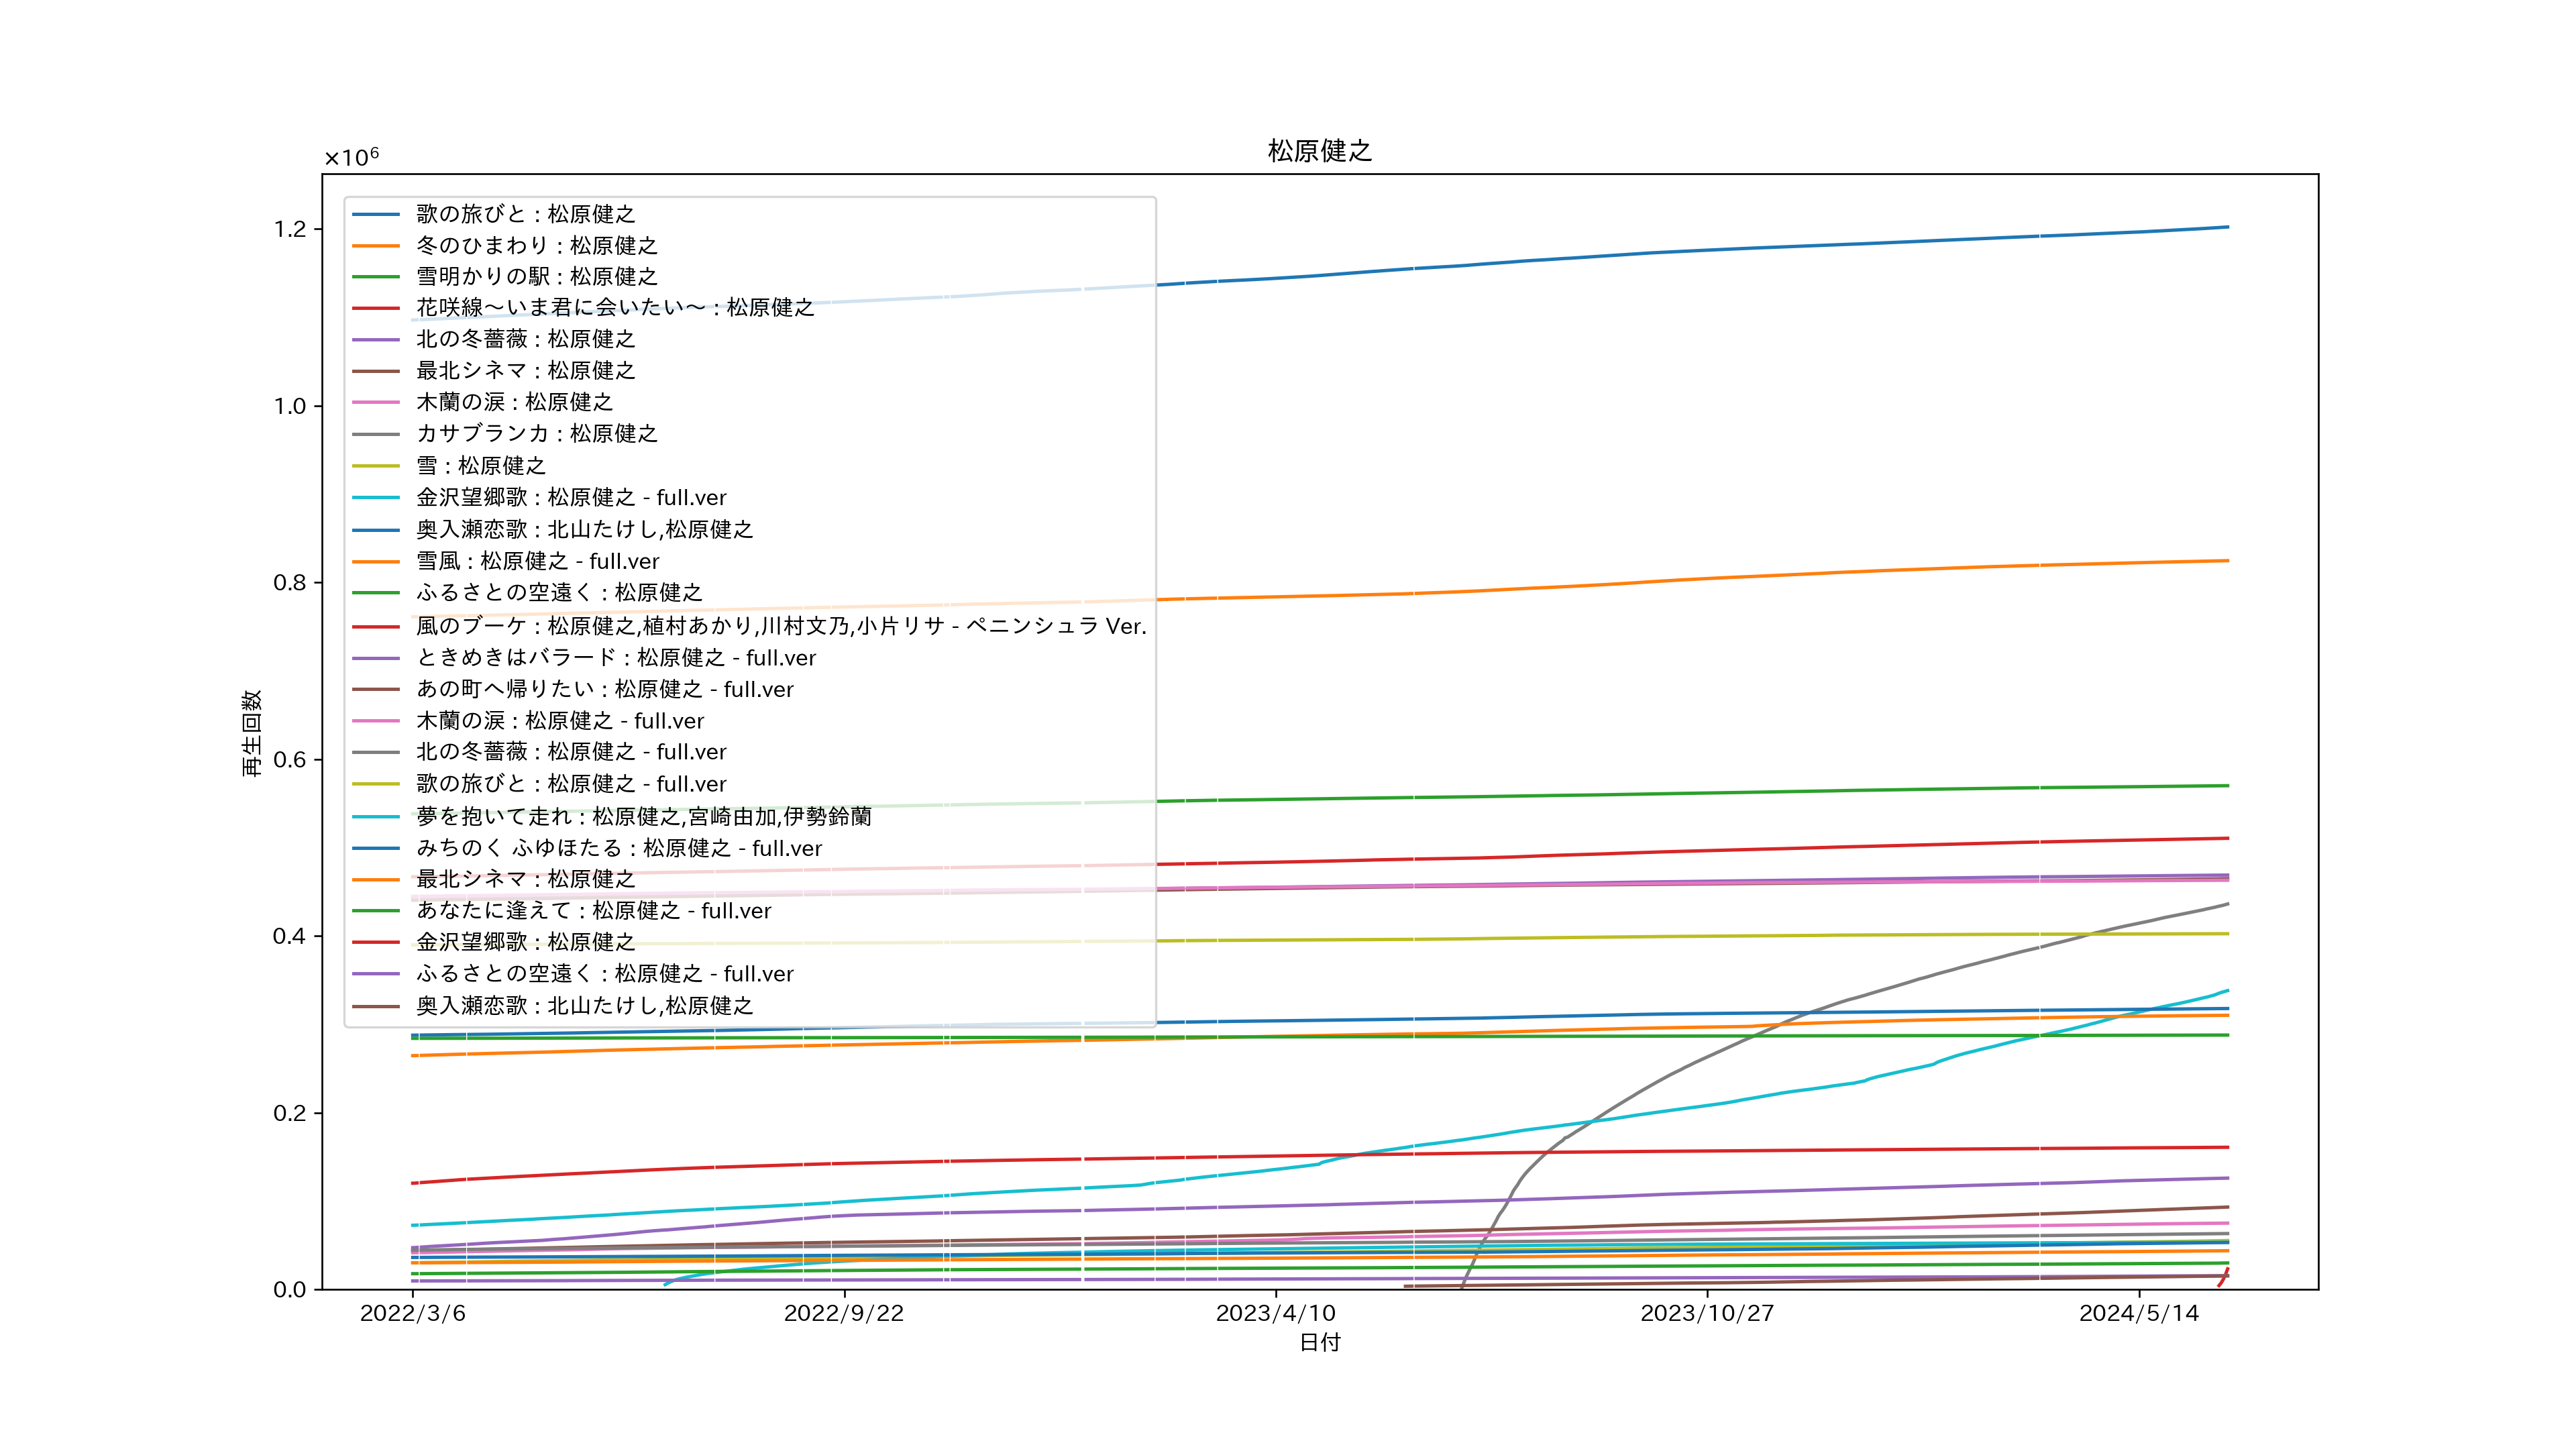 松原健之
×10⁶
1.2
1.0
0.8
0.6
0.4
0.2
0.0
再生回数
歌の旅びと : 松原健之
冬のひまわり : 松原健之
雪明かりの駅 : 松原健之
花咲線～いま君に会いたい～ : 松原健之
北の冬薔薇 : 松原健之
最北シネマ : 松原健之
木蘭の涙 : 松原健之
カサブランカ : 松原健之
雪 : 松原健之
金沢望郷歌 : 松原健之 - full.ver
奥入瀬恋歌 : 北山たけし,松原健之
雪風 : 松原健之 - full.ver
ふるさとの空遠く : 松原健之
風のブーケ : 松原健之,植村あかり,川村文乃,小片リサ - ペニンシュラ Ver.
ときめきはバラード : 松原健之 - full.ver
あの町へ帰りたい : 松原健之 - full.ver
木蘭の涙 : 松原健之 - full.ver
北の冬薔薇 : 松原健之 - full.ver
歌の旅びと : 松原健之 - full.ver
夢を抱いて走れ : 松原健之,宮崎由加,伊勢鈴蘭
みちのく ふゆほたる : 松原健之 - full.ver
最北シネマ : 松原健之
あなたに逢えて : 松原健之 - full.ver
金沢望郷歌 : 松原健之
ふるさとの空遠く : 松原健之 - full.ver
奥入瀬恋歌 : 北山たけし,松原健之
2022/3/6
2022/9/22
2023/4/10
2023/10/27
2024/5/14
日付